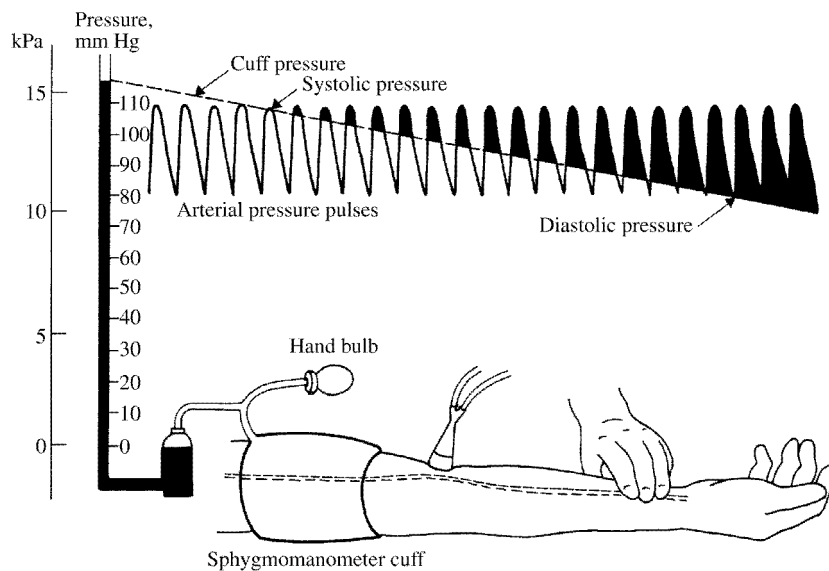 Pressure,
kPa
mm Hg
Cuff pressure
Systolic pressure
15
110
100
90
80
Arterial pressure pulses
10
70
Diastolic pressure
60
50
40
5
30
Hand bulb
20
10
0
0
Sphygmomanometer cuff